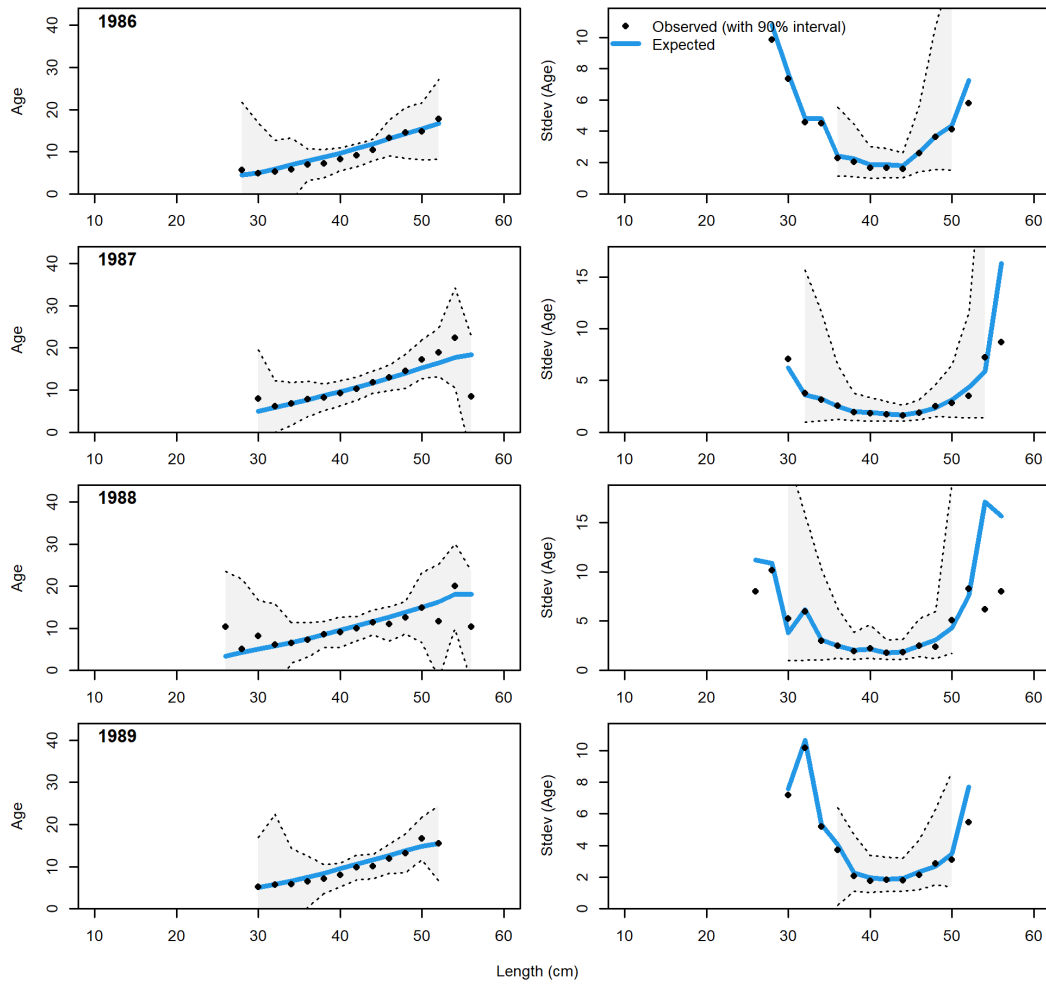 1986
Age
0 10 20 30 40
10 20 30 40 50 60
Observed (with 90% interval)
Expected
Stdev (Age)
0 2 4 6 8 10
10 20 30 40 50 60
1987
Age
0 10 20 30 40
10 20 30 40 50 60
Stdev (Age)
0 5 10 15
10 20 30 40 50 60
1988
Age
0 10 20 30 40
10 20 30 40 50 60
Stdev (Age)
0 5 10 15
10 20 30 40 50 60
1989
Age
0 10 20 30 40
10 20 30 40 50 60
Stdev (Age)
0 2 4 6 8 10
10 20 30 40 50 60
Length (cm)